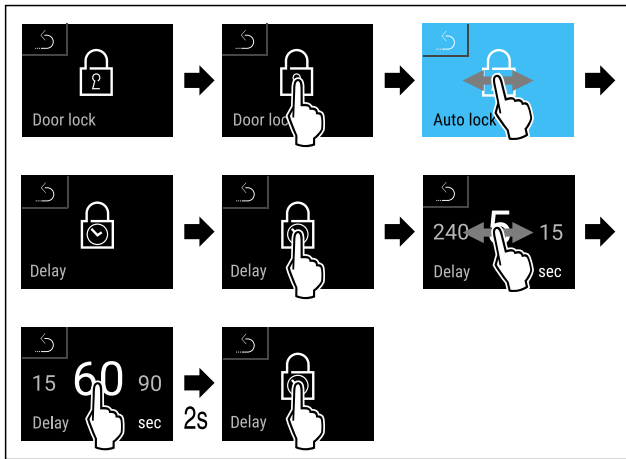 Door lock
Door loc
Auto lock
Delay
Delay
240 5 15
Delay sec
15 60 90
Delay sec
2s
Delay